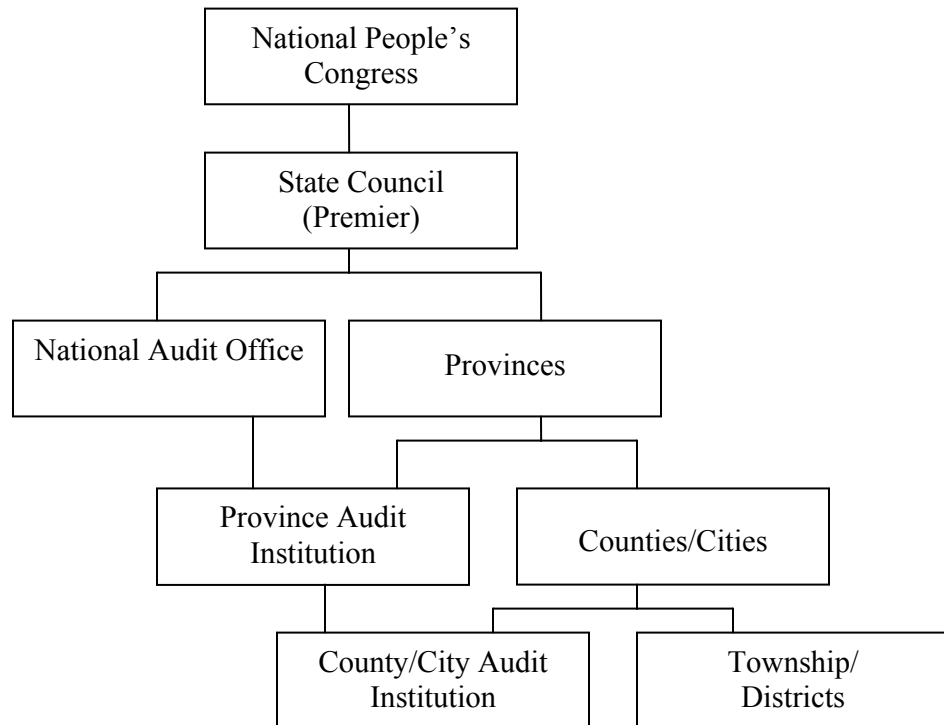 National People’s
Congress
State Council
(Premier)
National Audit Office
Provinces
Province Audit
Institution
Counties/Cities
County/City Audit
Institution
Township/
Districts